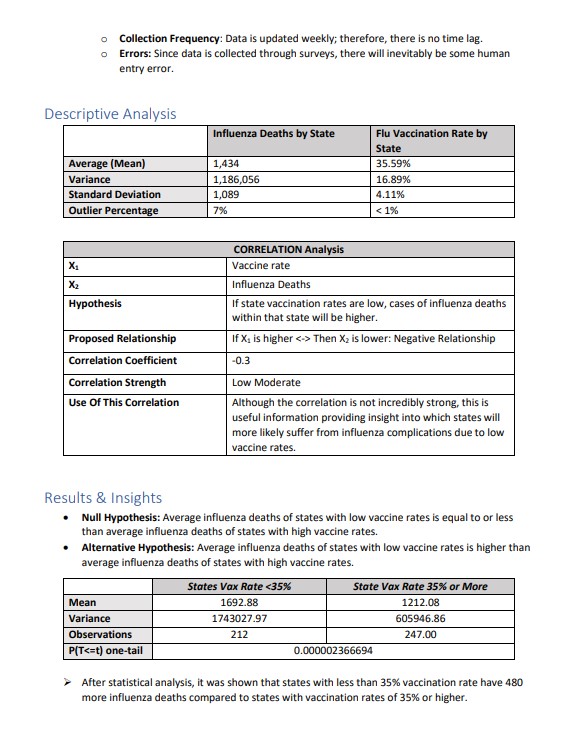 o Collection Frequency: Data is updated weekly; therefore, there is no time lag.
o Errors: Since data is collected through surveys, there will inevitably be some human
entry error.
Descriptive Analysis
Influenza Deaths by State Flu Vaccination Rate by
State
Average (Mean) 1,434 35.59%
Variance 1,186,056 16.89%
Standard Deviation 1,089 4.11%
Outlier Percentage 7% < 1%
CORRELATION Analysis
X₁ Vaccine rate
X₂ Influenza Deaths
Hypothesis If state vaccination rates are low, cases of influenza deaths
within that state will be higher.
Proposed Relationship If X₁ is higher <-> Then X₂ is lower: Negative Relationship
Correlation Coefficient -0.3
Correlation Strength Low Moderate
Use Of This Correlation Although the correlation is not incredibly strong, this is
useful information providing insight into which states will
more likely suffer from influenza complications due to low
vaccine rates.
Results & Insights
• Null Hypothesis: Average influenza deaths of states with low vaccine rates is equal to or less
than average influenza deaths of states with high vaccine rates.
• Alternative Hypothesis: Average influenza deaths of states with low vaccine rates is higher than
average influenza deaths of states with high vaccine rates.
States Vax Rate <35% State Vax Rate 35% or More
Mean 1692.88 1212.08
Variance 1743027.97 605946.86
Observations 212 247.00
P(T<=t) one-tail 0.000002366694
➢ After statistical analysis, it was shown that states with less than 35% vaccination rate have 480
more influenza deaths compared to states with vaccination rates of 35% or higher.